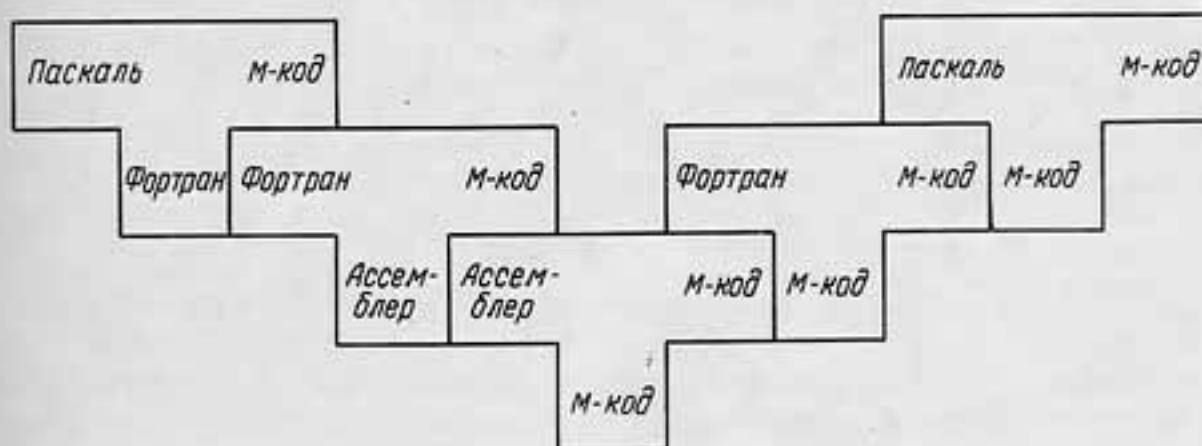 Паскаль м-код Паскаль м-код
Фортран Фортран м-код Фортран м-код м-код
Ассем-
блер
Ассем-
блер
м-код м-код
м-код